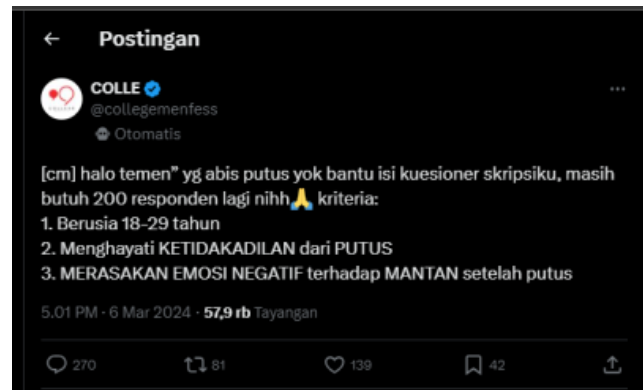 Postingan
COLLE
@collegemenfess
Otomatis
[cm] halo temen” yg abis putus yok bantu isi kuesioner skripsiku, masih
butuh 200 responden lagi nihh🙏 kriteria:
1. Berusia 18-29 tahun
2. Menghayati KETIDAKADILAN dari PUTUS
3. MERASAKAN EMOSI NEGATIF terhadap MANTAN setelah putus
5.01 PM · 6 Mar 2024 · 57,9 rb Tayangan
270 81 139 42